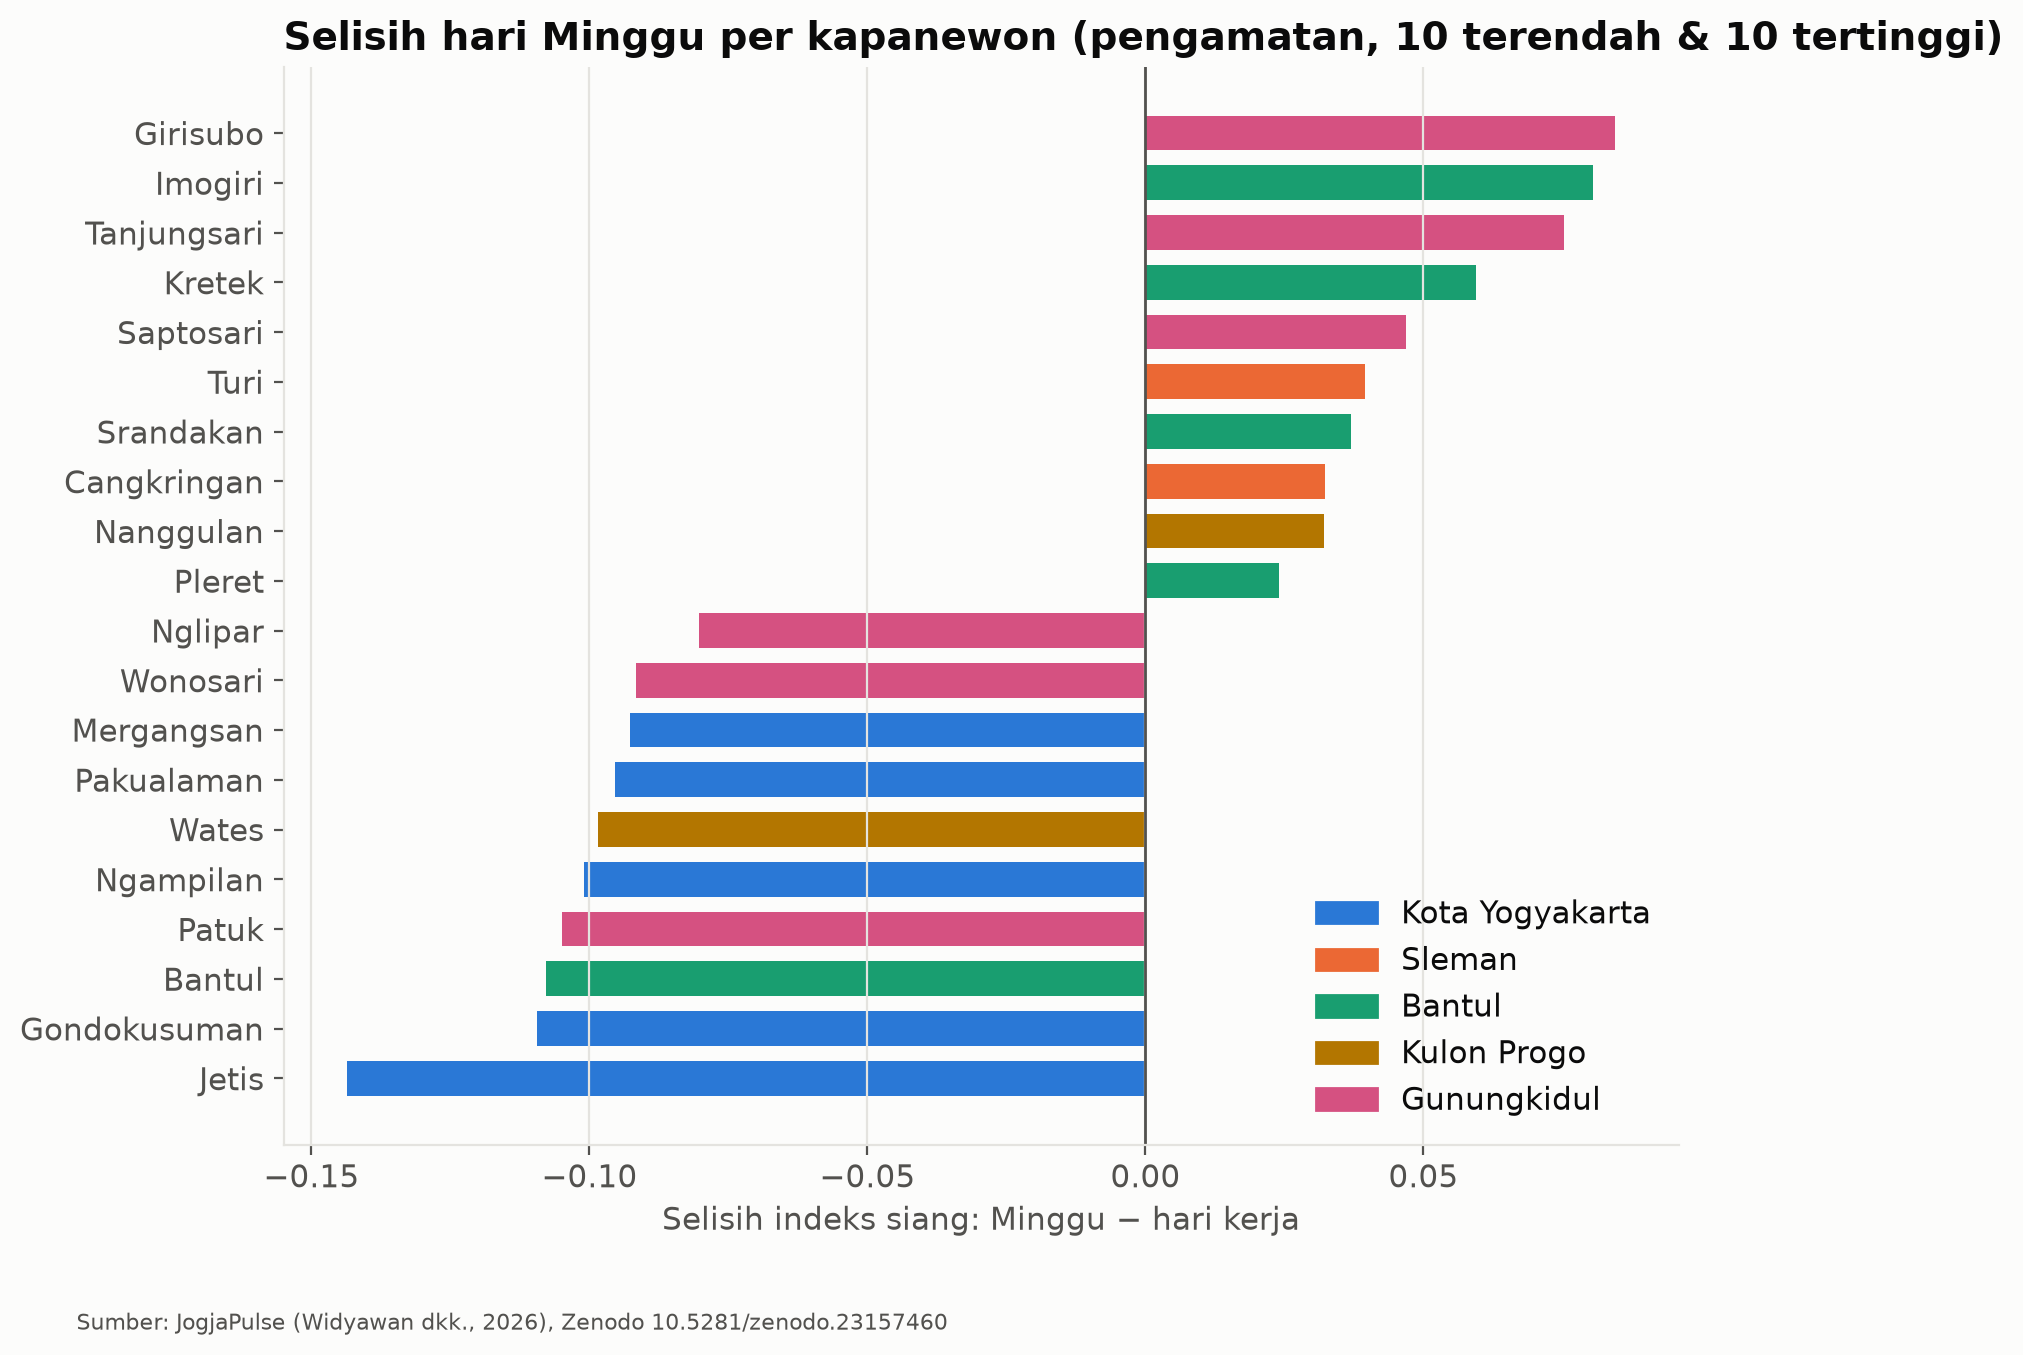 Selisih hari Minggu per kapanewon (pengamatan, 10 terendah & 10 tertinggi)
Girisubo
Imogiri
Tanjungsari
Kretek
Saptosari
Turi
Srandakan
Cangkringan
Nanggulan
Pleret
Nglipar
Wonosari
Mergangsan
Pakualaman
Wates
Ngampilan
Patuk
Bantul
Gondokusuman
Jetis
Kota Yogyakarta
Sleman
Bantul
Kulon Progo
Gunungkidul
−0.15 −0.10 −0.05 0.00 0.05
Selisih indeks siang: Minggu − hari kerja
Sumber: JogjaPulse (Widyawan dkk., 2026), Zenodo 10.5281/zenodo.23157460